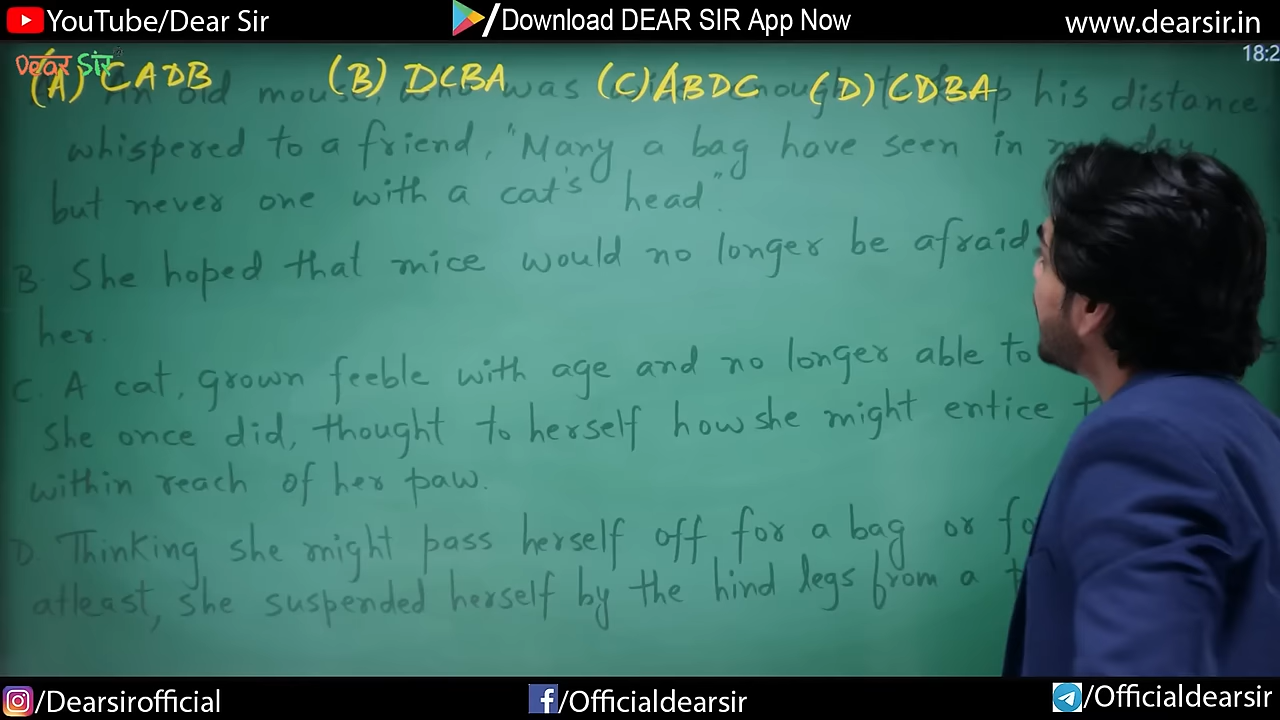 YouTube/Dear Sir
/Download DEAR SIR App Now
www.dearsir.in
18:2
Dear सर
(A) CADB (B) DCBA (C) ABDC (D) CDBA
An old mouse, who was his distance
whispered to a friend, "Many a bag have seen in my day,
but never one with a cat's head".
B. She hoped that mice would no longer be afraid
her.
C. A cat, grown feeble with age and no longer able to
She once did, thought to herself how she might entice
within reach of her paw.
D. Thinking she might pass herself off for a bag or
atleast, she suspended herself by the hind legs from a
/Dearsirofficial
/Officialdearsir
/Officialdearsir